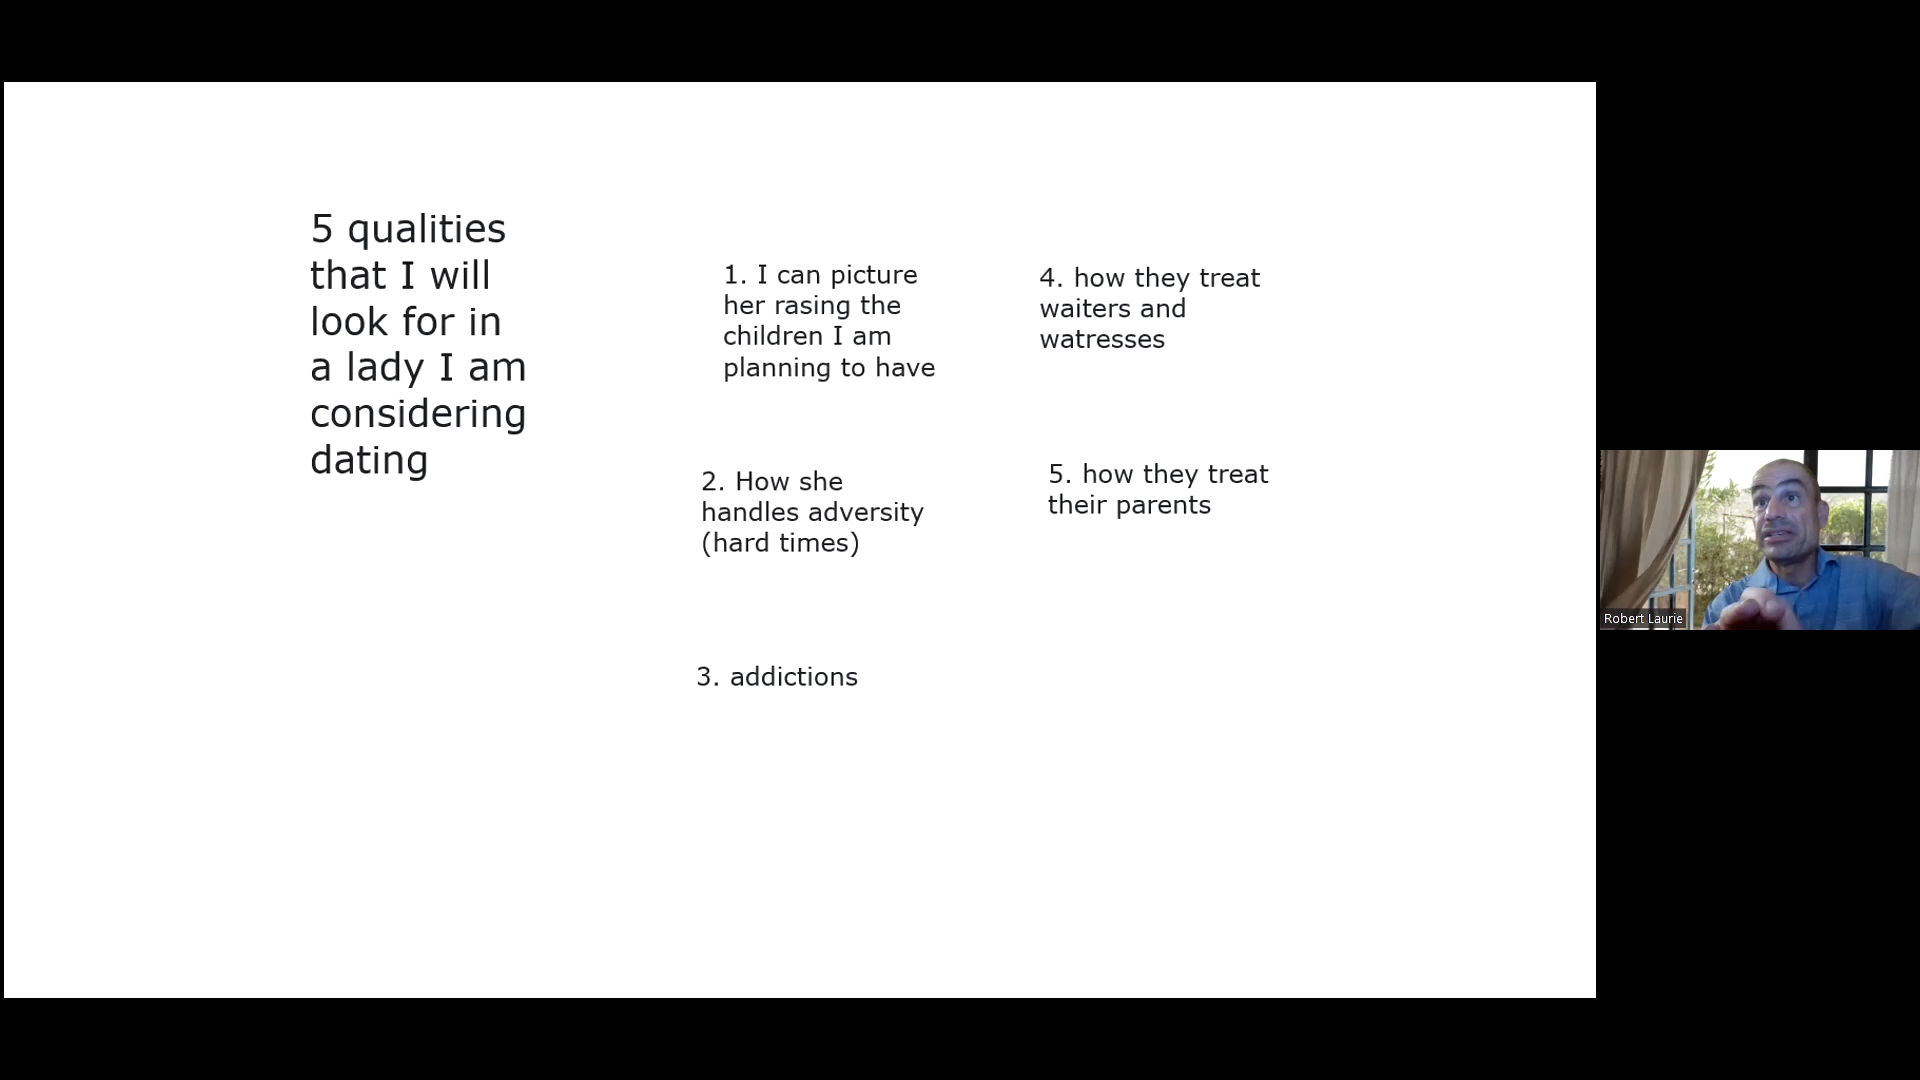 5 qualities
that I will
look for in
a lady I am
considering
dating
1. I can picture
her rasing the
children I am
planning to have
2. How she
handles adversity
(hard times)
3. addictions
4. how they treat
waiters and
watresses
5. how they treat
their parents
Robert Laurie